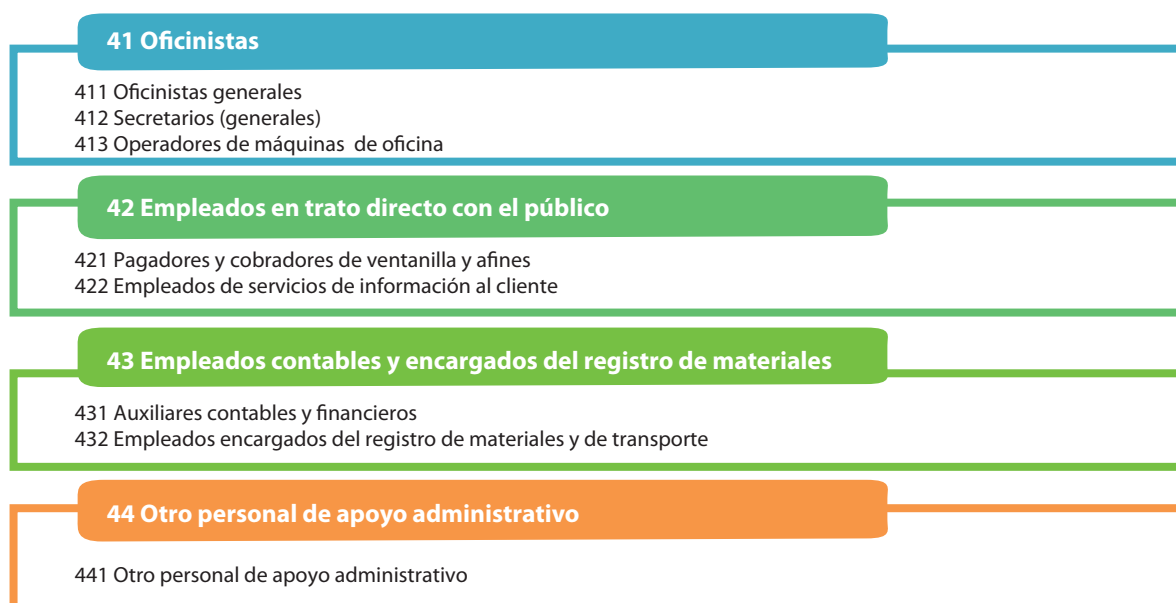 41 Oficinistas
411 Oficinistas generales
412 Secretarios (generales)
413 Operadores de máquinas de oficina
42 Empleados en trato directo con el público
421 Pagadores y cobradores de ventanilla y afines
422 Empleados de servicios de información al cliente
43 Empleados contables y encargados del registro de materiales
431 Auxiliares contables y financieros
432 Empleados encargados del registro de materiales y de transporte
44 Otro personal de apoyo administrativo
441 Otro personal de apoyo administrativo